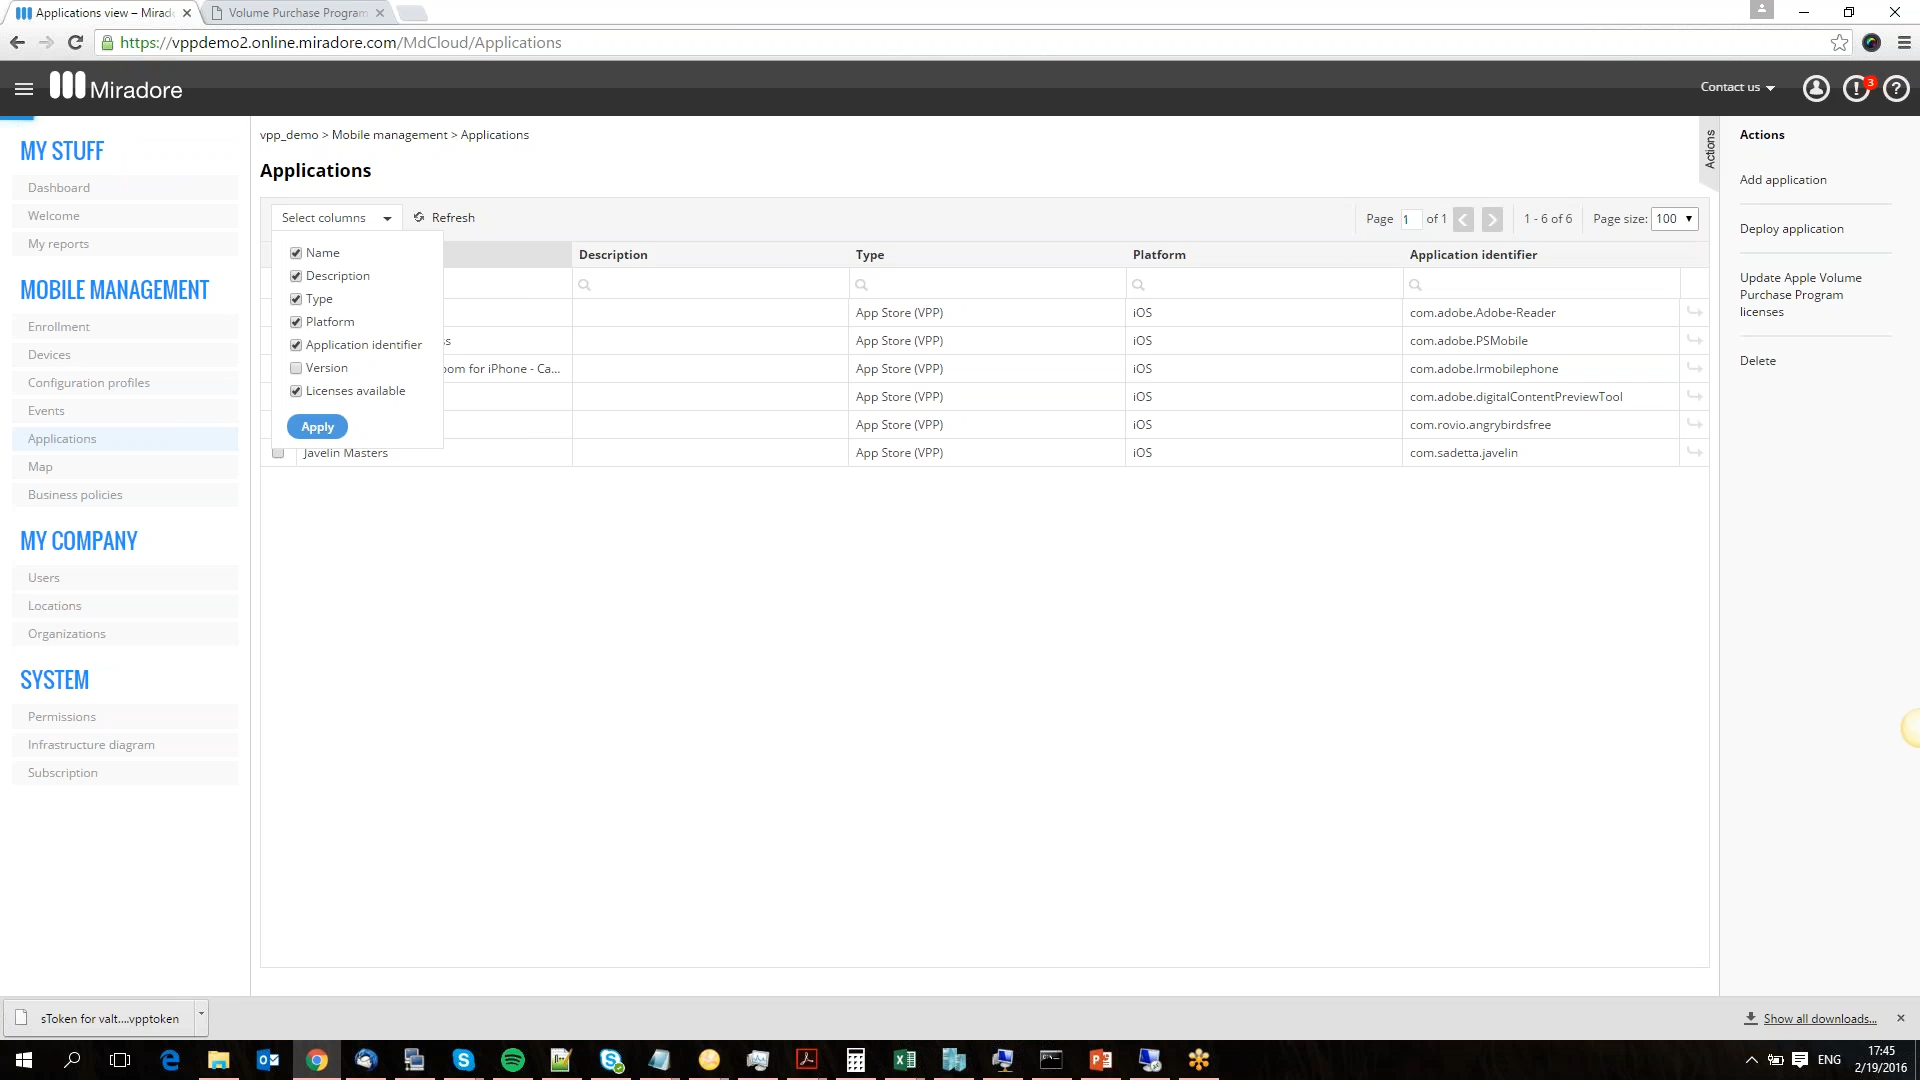 Applications view – Mirad
Volume Purchase Program
https://vppdemo2.online.miradore.com/MdCloud/Applications
Miradore
Contact us
3
MY STUFF
Dashboard
Welcome
My reports
MOBILE MANAGEMENT
Enrollment
Devices
Configuration profiles
Events
Applications
Map
Business policies
MY COMPANY
Users
Locations
Organizations
SYSTEM
Permissions
Infrastructure diagram
Subscription
vpp_demo > Mobile management > Applications
Applications
Select columns
Refresh
Page 1 of 1
1 - 6 of 6
Page size: 100
Name
Description
Type
Platform
Application identifier
Version
Licenses available
Apply
Description Type Platform Application identifier
App Store (VPP) iOS com.adobe.Adobe-Reader
ss App Store (VPP) iOS com.adobe.PSMobile
oom for iPhone - Ca... App Store (VPP) iOS com.adobe.lrmobilephone
App Store (VPP) iOS com.adobe.digitalContentPreviewTool
App Store (VPP) iOS com.rovio.angrybirdsfree
Javelin Masters App Store (VPP) iOS com.sadetta.javelin
Actions
Actions
Add application
Deploy application
Update Apple Volume
Purchase Program
licenses
Delete
sToken for valt....vpptoken
Show all downloads...
ENG
17:45
2/19/2016